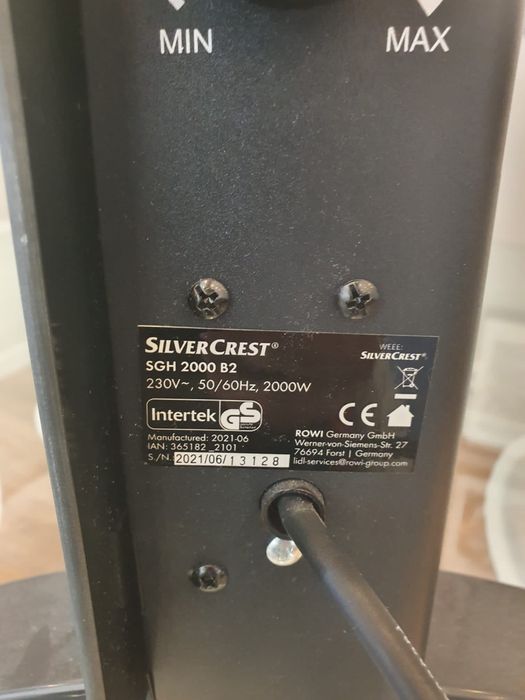 MIN MAX
SILVERCREST®
SGH 2000 B2
230V~, 50/60Hz, 2000W
WEEE:
SILVERCREST®
Intertek GS
CE
Manufactured: 2021-06
IAN: 365182_2101
S./N.: 2021/06/13128
ROWI Germany GmbH
Werner-von-Siemens-Str. 27
76694 Forst | Germany
lidl-services@rowi-group.com